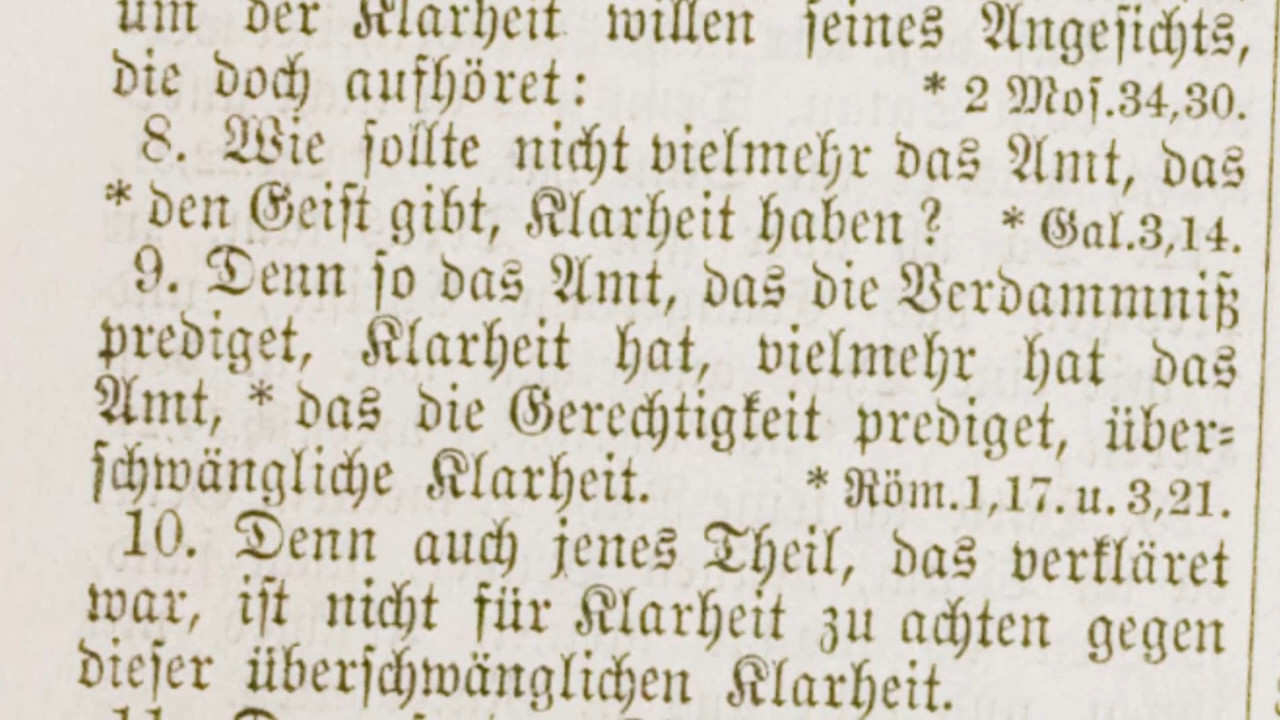 um der Klarheit willen seines Angesichts,
die doch aufhöret: * 2 Mos.34,30.
8. Wie sollte nicht vielmehr das Amt, das
* den Geist gibt, Klarheit haben? * Gal.3,14.
9. Denn so das Amt, das die Verdammniß
prediget, Klarheit hat, vielmehr hat das
Amt, * das die Gerechtigkeit prediget, über=
schwängliche Klarheit. * Röm.1,17. u. 3,21.
10. Denn auch jenes Theil, das verkläret
war, ist nicht für Klarheit zu achten gegen
dieser überschwänglichen Klarheit.